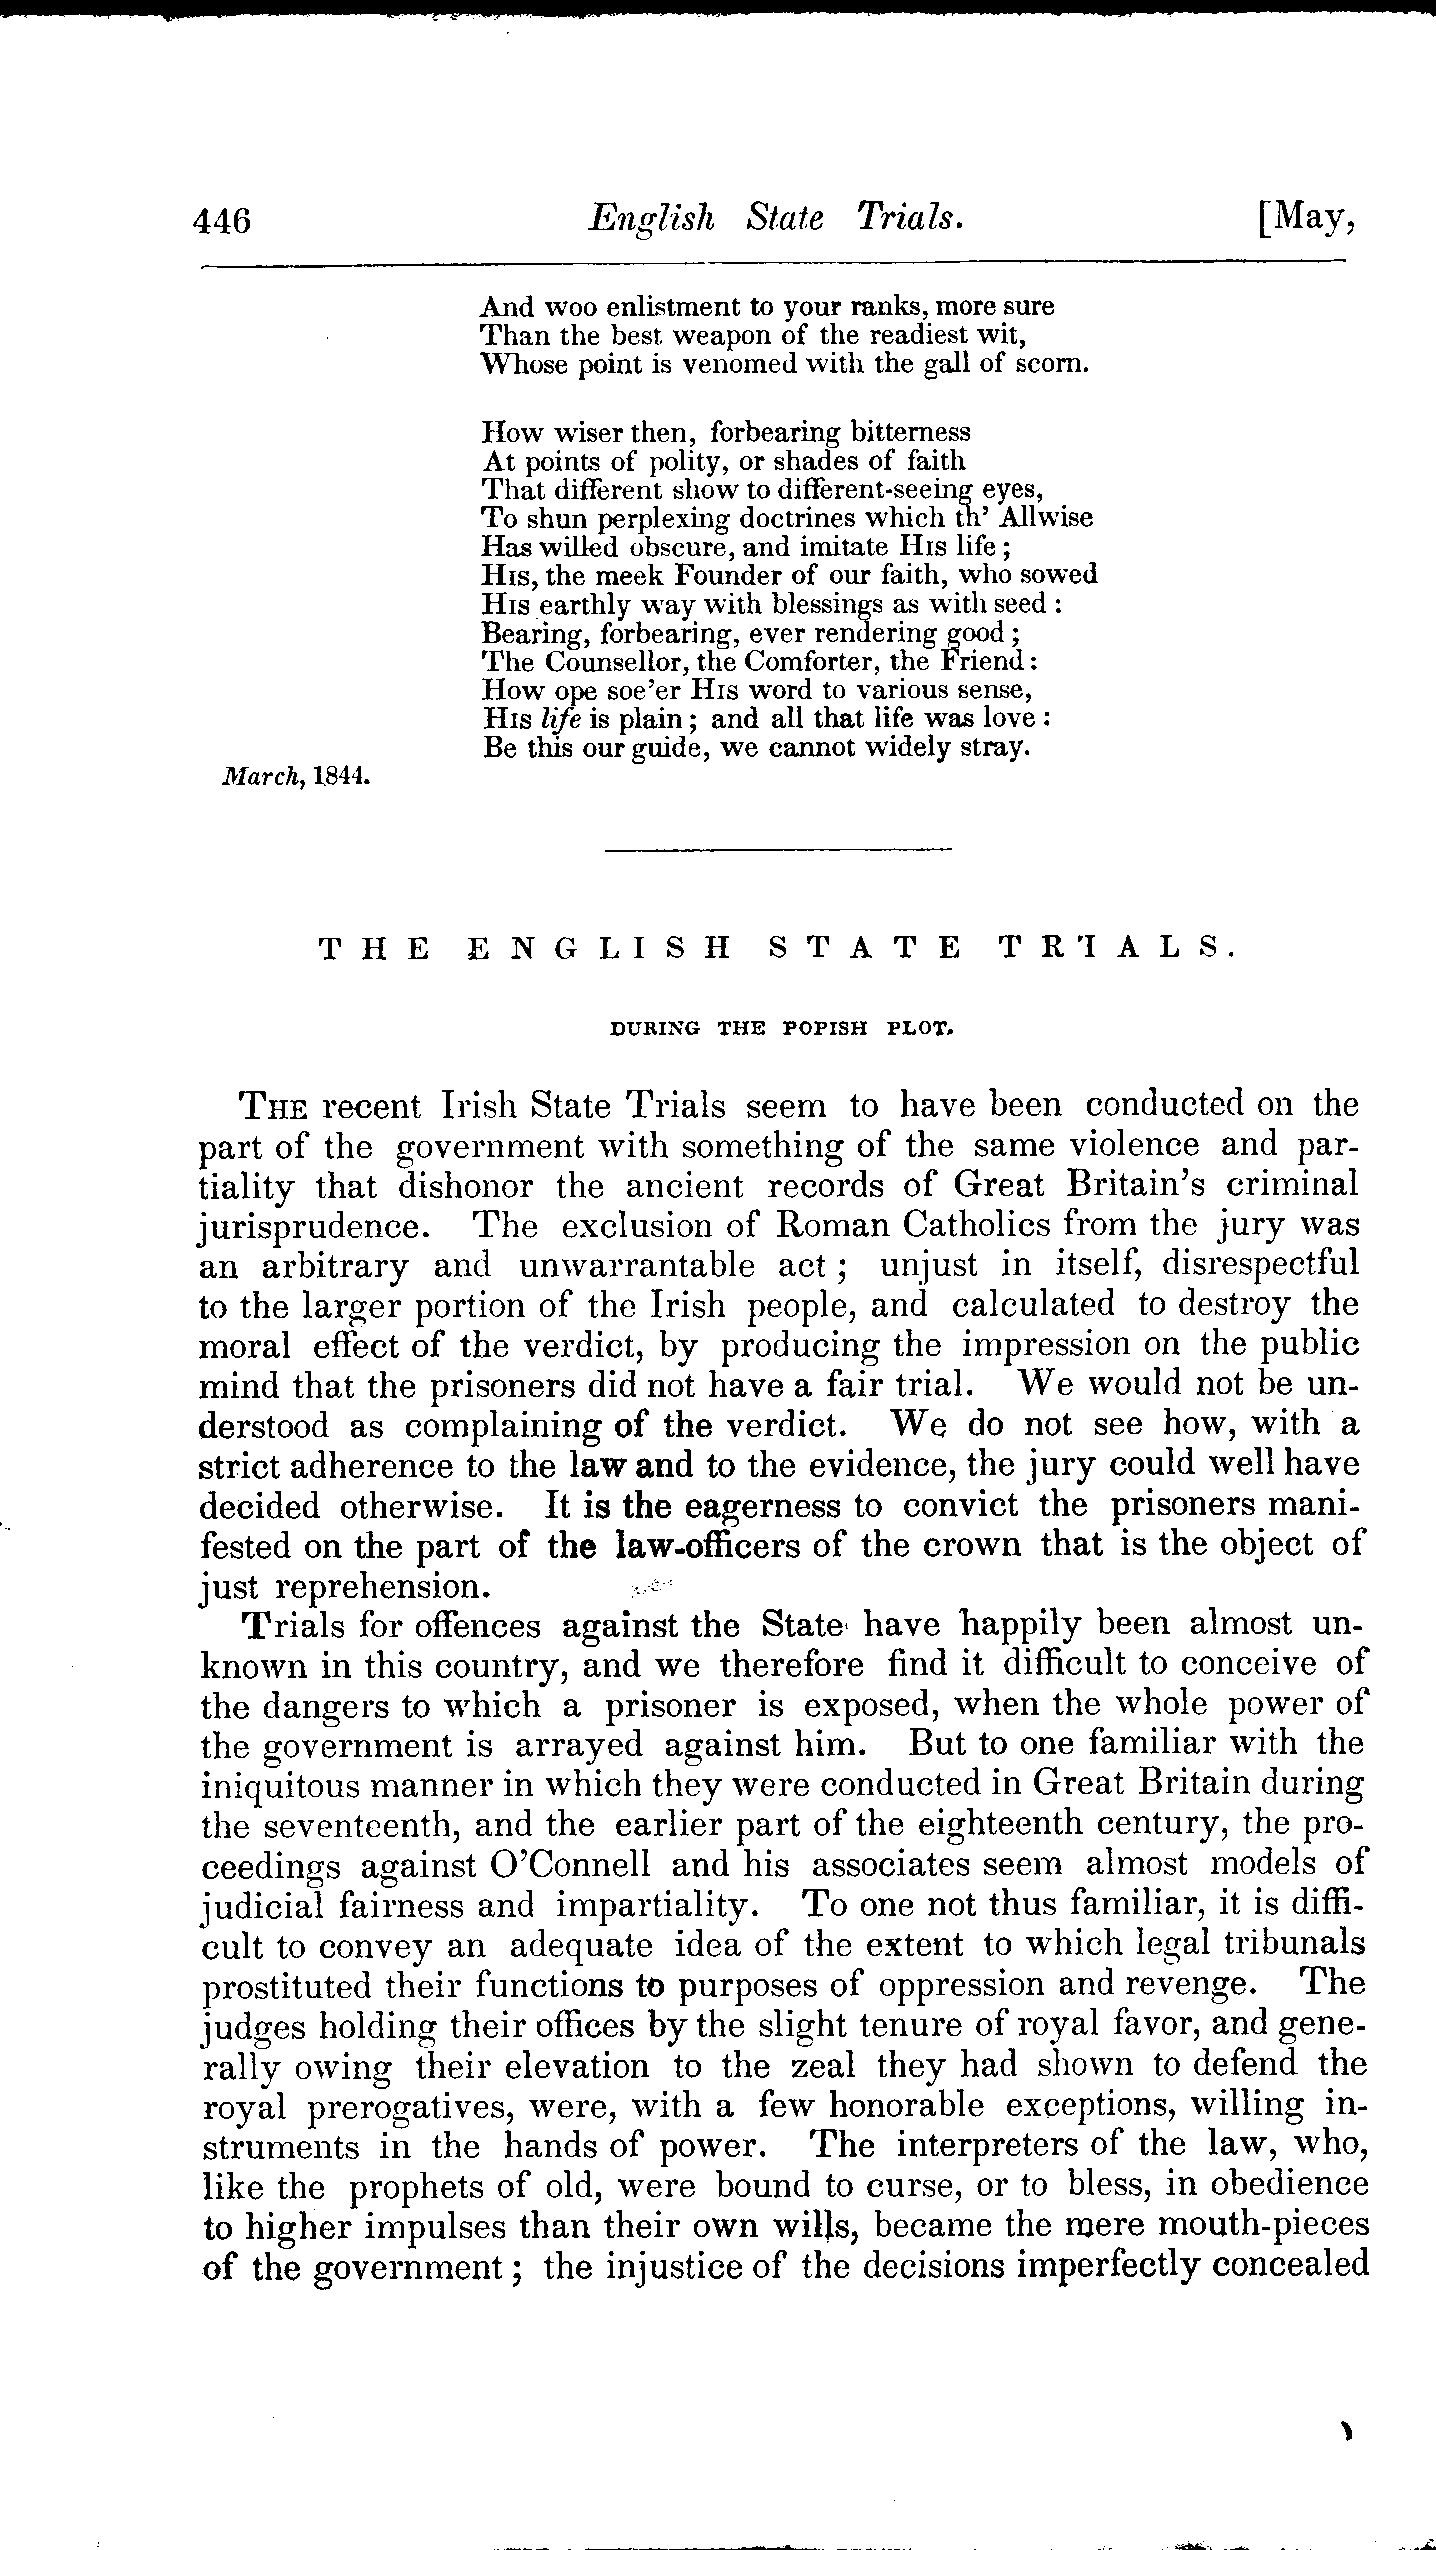 446 English State Trials. [May,
And woo enlistment to your ranks, more sure
Than the best weapon of the readiest wit,
Whose point is venomed with the gall of scorn.
How wiser then, forbearing bitterness
At points of polity, or shades of faith
That different show to different-seeing eyes,
To shun perplexing doctrines which th' Allwise
Has willed obscure, and imitate His life ;
His, the meek Founder of our faith, who sowed
His earthly way with blessings as with seed :
Bearing, forbearing, ever rendering good ;
The Counsellor, the Comforter, the Friend :
How ope soe'er His word to various sense,
His life is plain ; and all that life was love :
Be this our guide, we cannot widely stray.
March, 1844.
THE ENGLISH STATE TRIALS.
DURING THE POPISH PLOT.
THE recent Irish State Trials seem to have been conducted on the
part of the government with something of the same violence and par-
tiality that dishonor the ancient records of Great Britain's criminal
jurisprudence. The exclusion of Roman Catholics from the jury was
an arbitrary and unwarrantable act ; unjust in itself, disrespectful
to the larger portion of the Irish people, and calculated to destroy the
moral effect of the verdict, by producing the impression on the public
mind that the prisoners did not have a fair trial. We would not be un-
derstood as complaining of the verdict. We do not see how, with a
strict adherence to the law and to the evidence, the jury could well have
decided otherwise. It is the eagerness to convict the prisoners mani-
fested on the part of the law-officers of the crown that is the object of
just reprehension.
Trials for offences against the State have happily been almost un-
known in this country, and we therefore find it difficult to conceive of
the dangers to which a prisoner is exposed, when the whole power of
the government is arrayed against him. But to one familiar with the
iniquitous manner in which they were conducted in Great Britain during
the seventeenth, and the earlier part of the eighteenth century, the pro-
ceedings against O'Connell and his associates seem almost models of
judicial fairness and impartiality. To one not thus familiar, it is diffi-
cult to convey an adequate idea of the extent to which legal tribunals
prostituted their functions to purposes of oppression and revenge. The
judges holding their offices by the slight tenure of royal favor, and gene-
rally owing their elevation to the zeal they had shown to defend the
royal prerogatives, were, with a few honorable exceptions, willing in-
struments in the hands of power. The interpreters of the law, who,
like the prophets of old, were bound to curse, or to bless, in obedience
to higher impulses than their own wills, became the mere mouth-pieces
of the government ; the injustice of the decisions imperfectly concealed